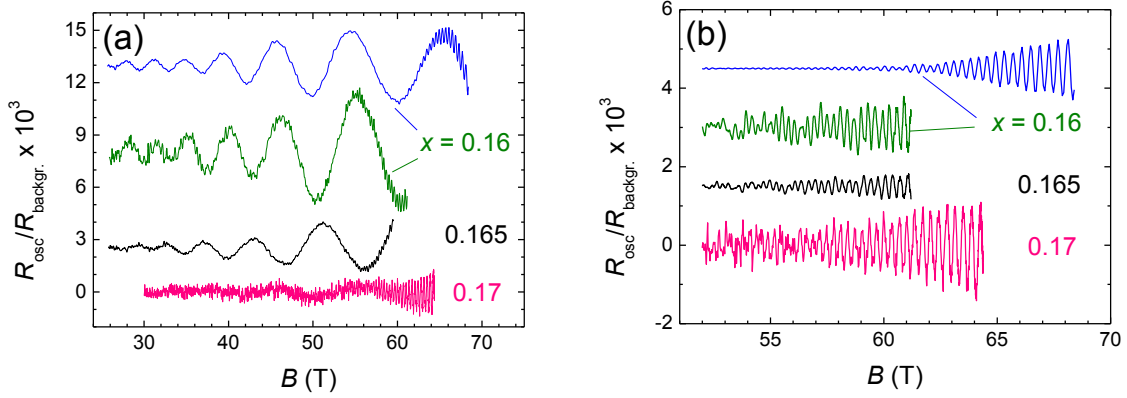 (a)
15
12
9
6
3
0
R_osc/R_backgr. x 10^3
x = 0.16
0.165
0.17
30 40 50 60 70
B (T)
(b)
6
4
2
0
-2
R_osc/R_backgr. x 10^3
x = 0.16
0.165
0.17
55 60 65 70
B (T)